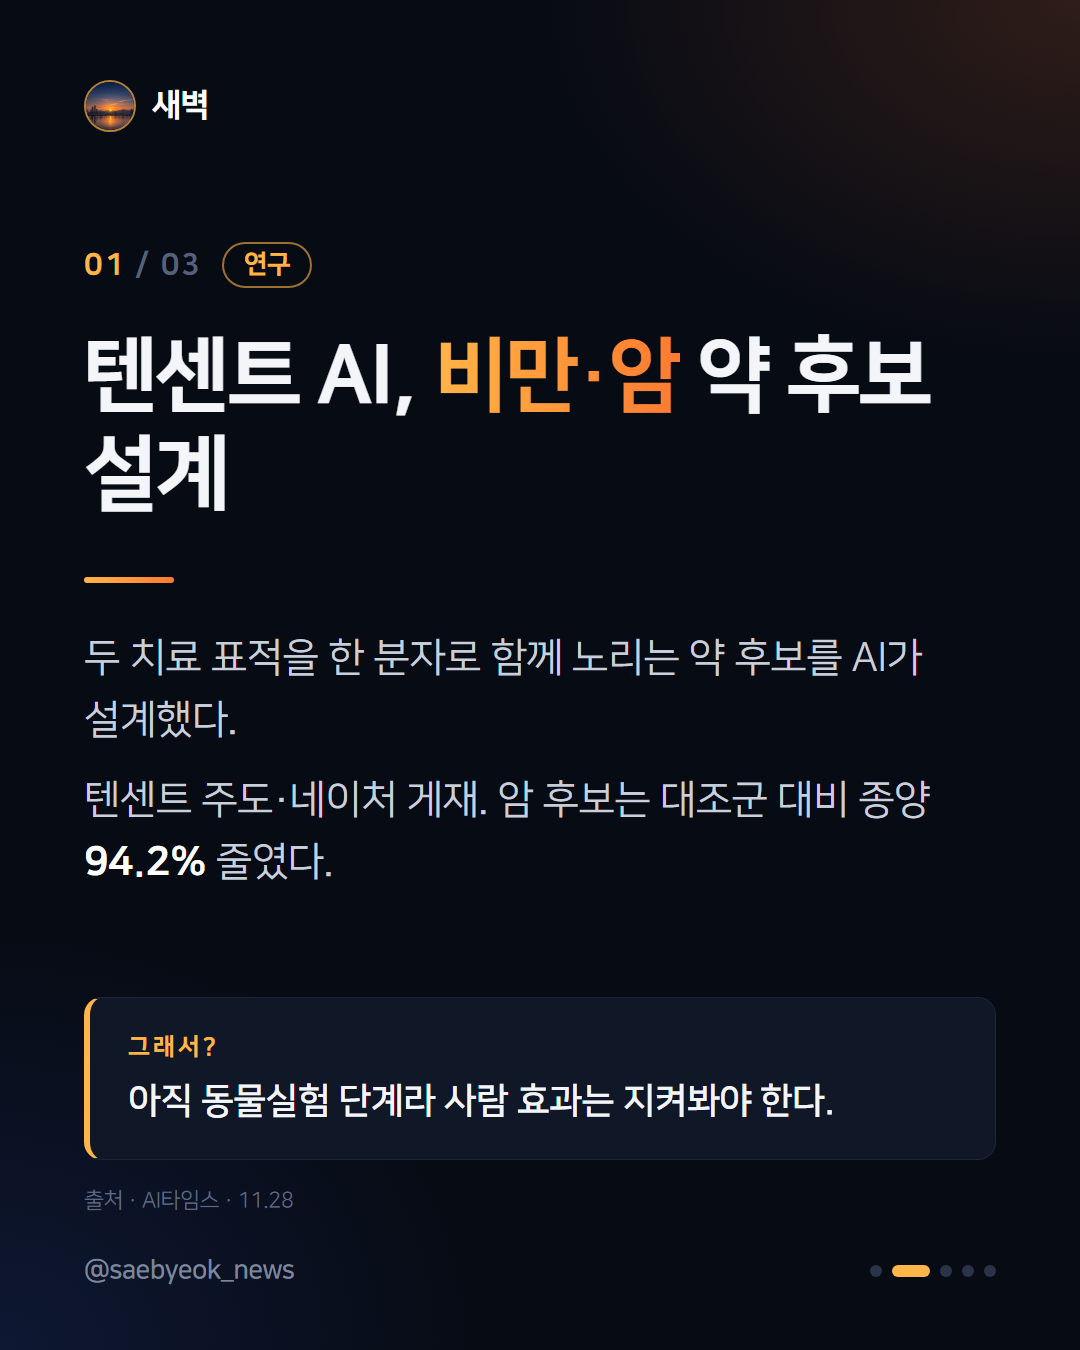 새벽
01 / 03 연구
텐센트 AI, 비만·암 약 후보
설계
두 치료 표적을 한 분자로 함께 노리는 약 후보를 AI가
설계했다.
텐센트 주도·네이처 게재. 암 후보는 대조군 대비 종양
94.2% 줄였다.
그래서?
아직 동물실험 단계라 사람 효과는 지켜봐야 한다.
출처 · AI타임스 · 11.28
@saebyeok_news